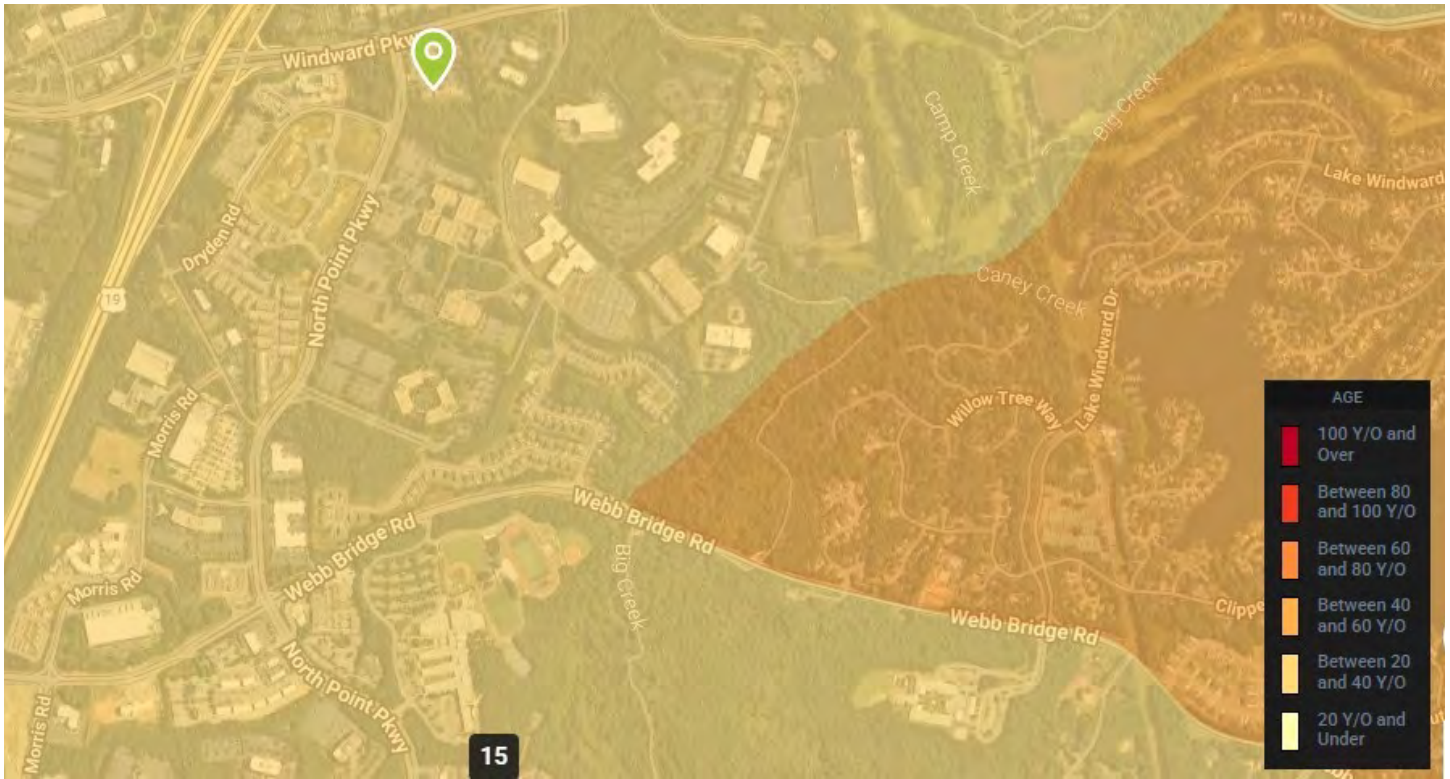 Windward Pkwy
Big Creek
Camp Creek
Lake Windward
Dryden Rd
North Point Pkwy
19
Caney Creek
Lake Windward Dr
Willow Tree Way
Morris Rd
Webb Bridge Rd
Webb Bridge Rd
Big Creek
Morris Rd
Webb Bridge Rd
North Point Pkwy
Morris Rd
15
AGE
100 Y/O and
Over
Between 80
and 100 Y/O
Between 60
and 80 Y/O
Between 40
and 60 Y/O
Between 20
and 40 Y/O
20 Y/O and
Under